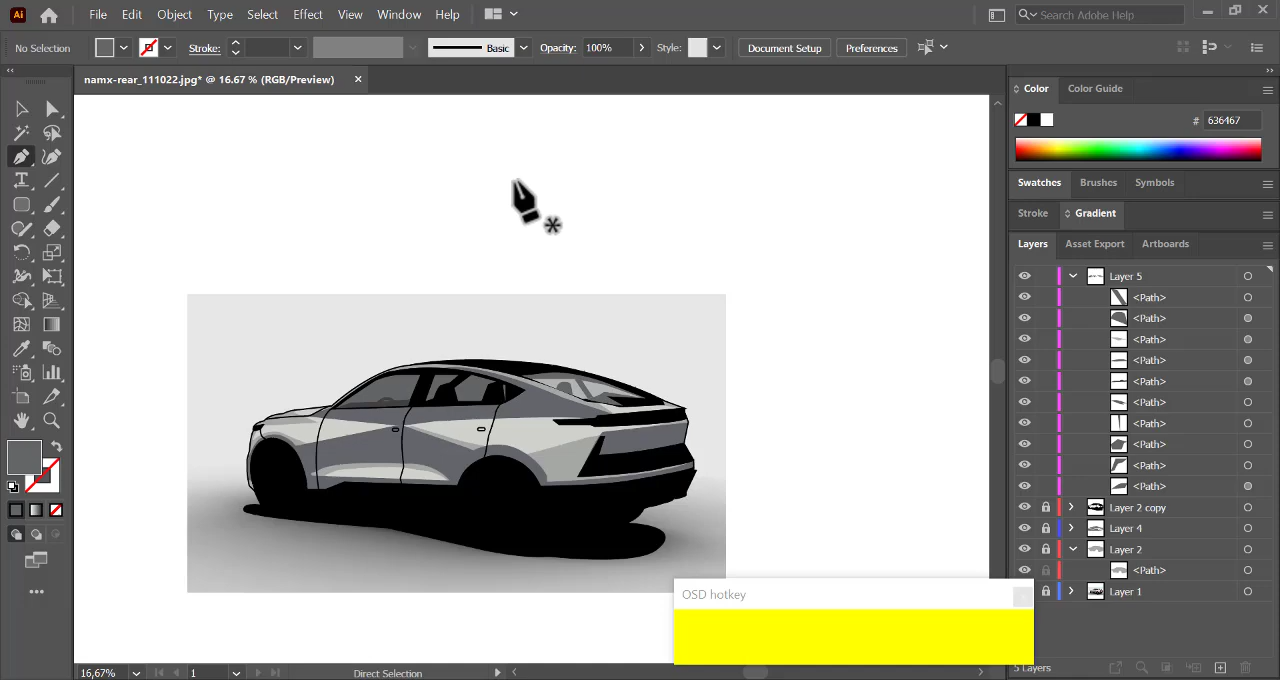 Ai File Edit Object Type Select Effect View Window Help Search Adobe Help
No Selection Stroke: Basic Opacity: 100% Style: Document Setup Preferences
namx-rear_111022.jpg* @ 16.67 % (RGB/Preview)
Color Color Guide
# 636467
Swatches Brushes Symbols
Stroke Gradient
Layers Asset Export Artboards
Layer 5
<Path>
<Path>
<Path>
<Path>
<Path>
<Path>
<Path>
<Path>
<Path>
<Path>
Layer 2 copy
Layer 4
Layer 2
<Path>
Layer 1
OSD hotkey
16,67% 1 Direct Selection
5 Layers